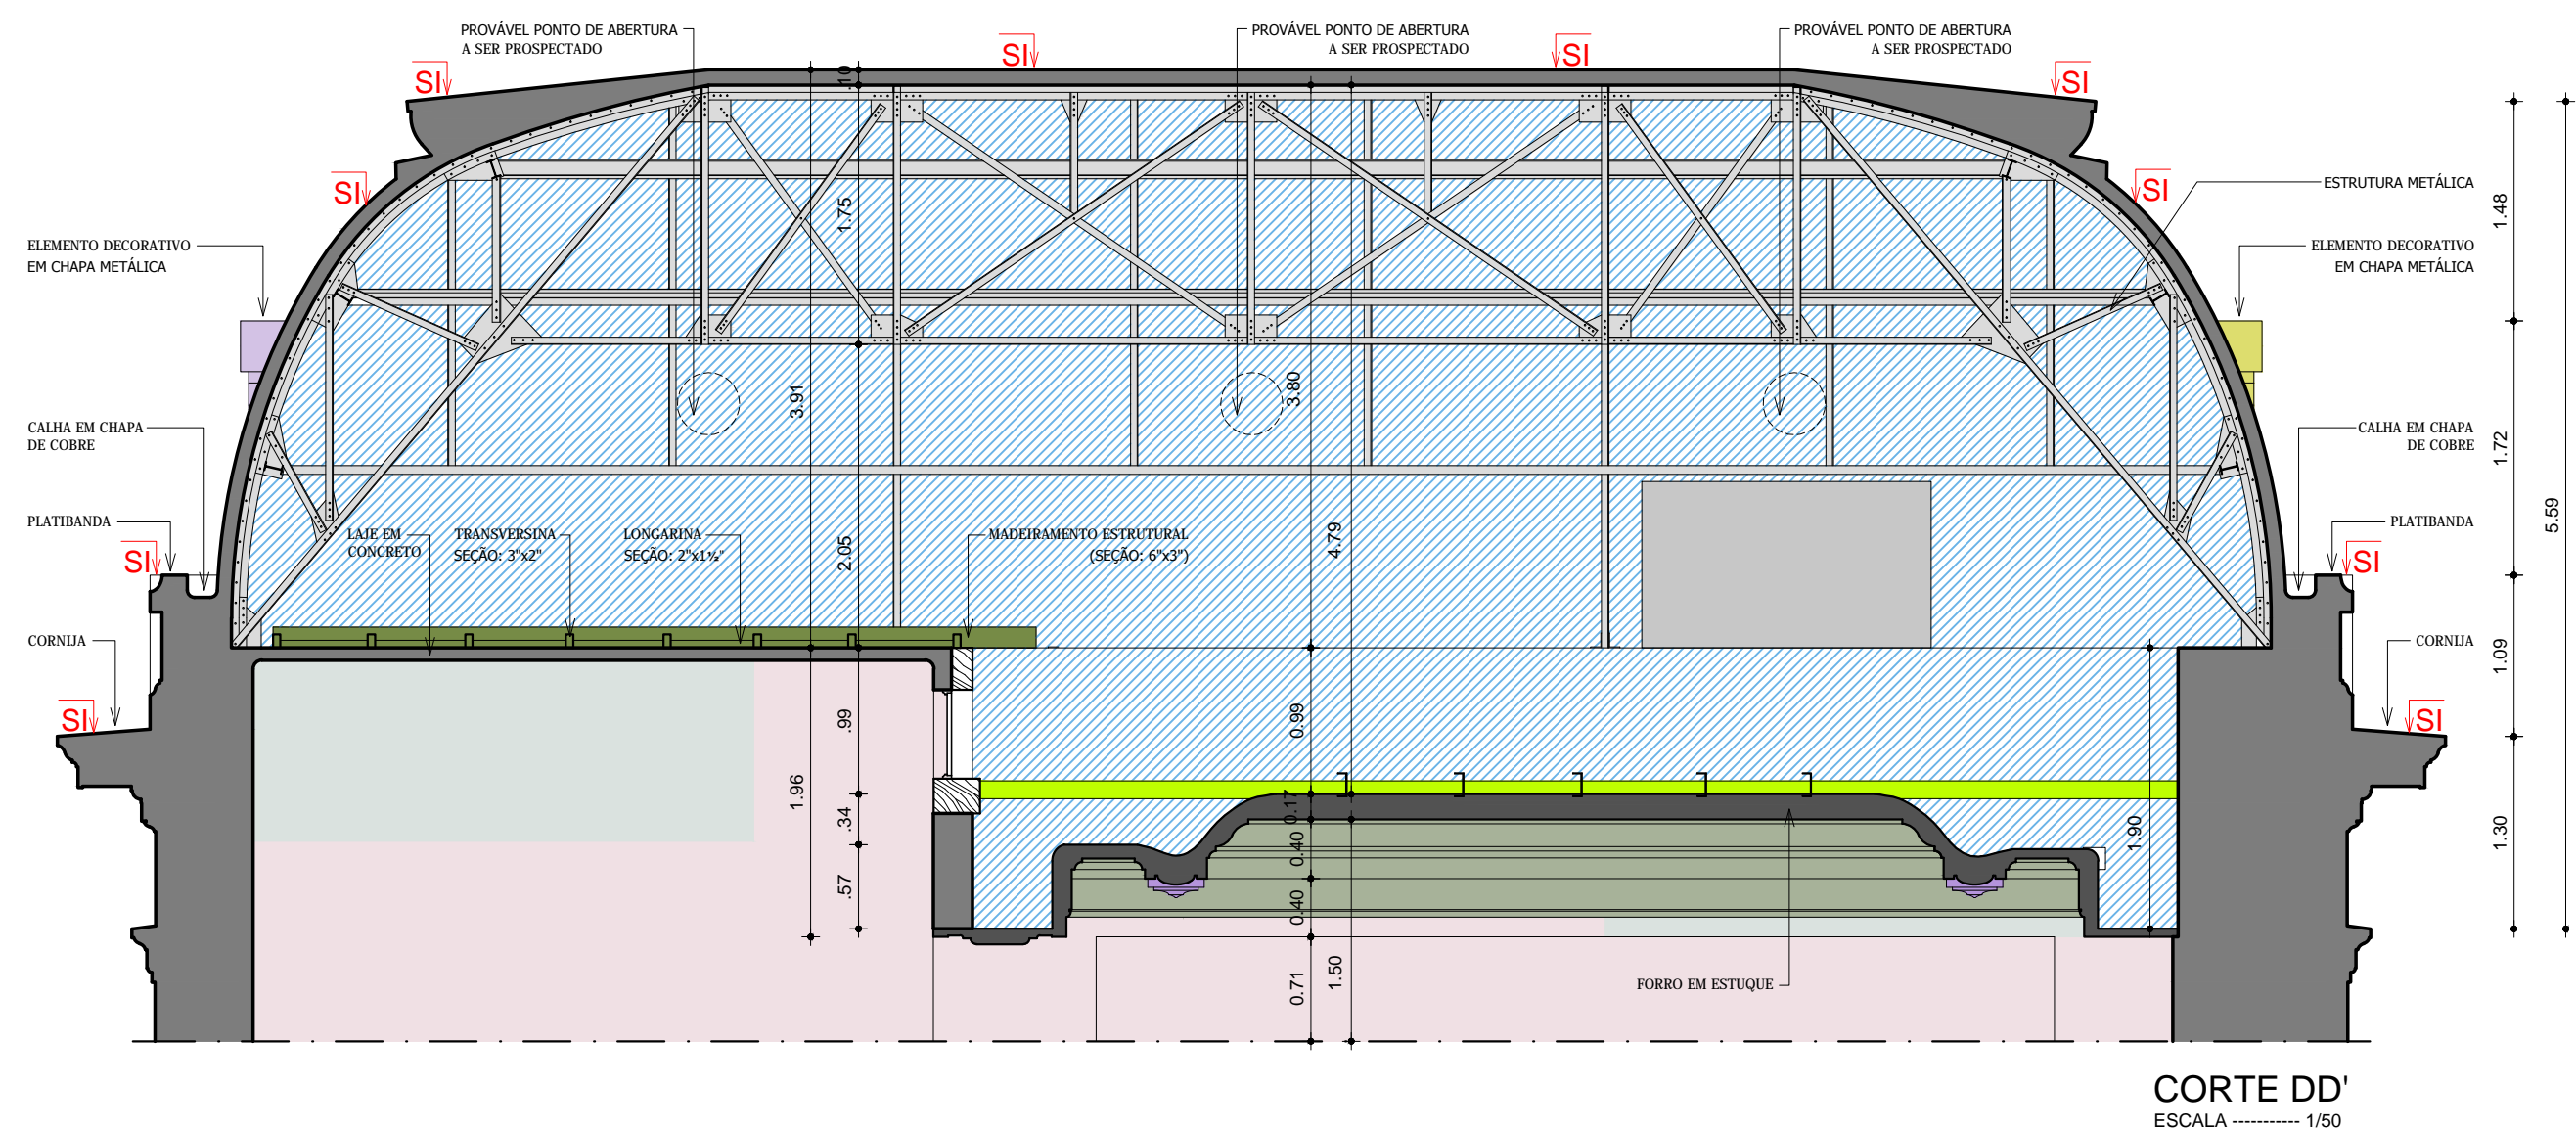 PROVÁVEL PONTO DE ABERTURA
A SER PROSPECTADO
PROVÁVEL PONTO DE ABERTURA
A SER PROSPECTADO
PROVÁVEL PONTO DE ABERTURA
A SER PROSPECTADO
SI
SI
SI
SI
SI
SI
.10
1.75
3.91
3.80
2.05
4.79
1.48
1.72
5.59
1.09
1.30
ESTRUTURA METÁLICA
ELEMENTO DECORATIVO
EM CHAPA METÁLICA
ELEMENTO DECORATIVO
EM CHAPA METÁLICA
CALHA EM CHAPA
DE COBRE
CALHA EM CHAPA
DE COBRE
PLATIBANDA
PLATIBANDA
SI
SI
LAJE EM
CONCRETO
TRANSVERSINA
SEÇÃO: 3"x2"
LONGARINA
SEÇÃO: 2"x1½"
MADEIRAMENTO ESTRUTURAL
(SEÇÃO: 6"x3")
CORNIJA
CORNIJA
SI
SI
.99
0.99
1.96
.34
.57
0.17
0.40
0.40
0.71
1.50
1.90
FORRO EM ESTUQUE
CORTE DD'
ESCALA ----------- 1/50